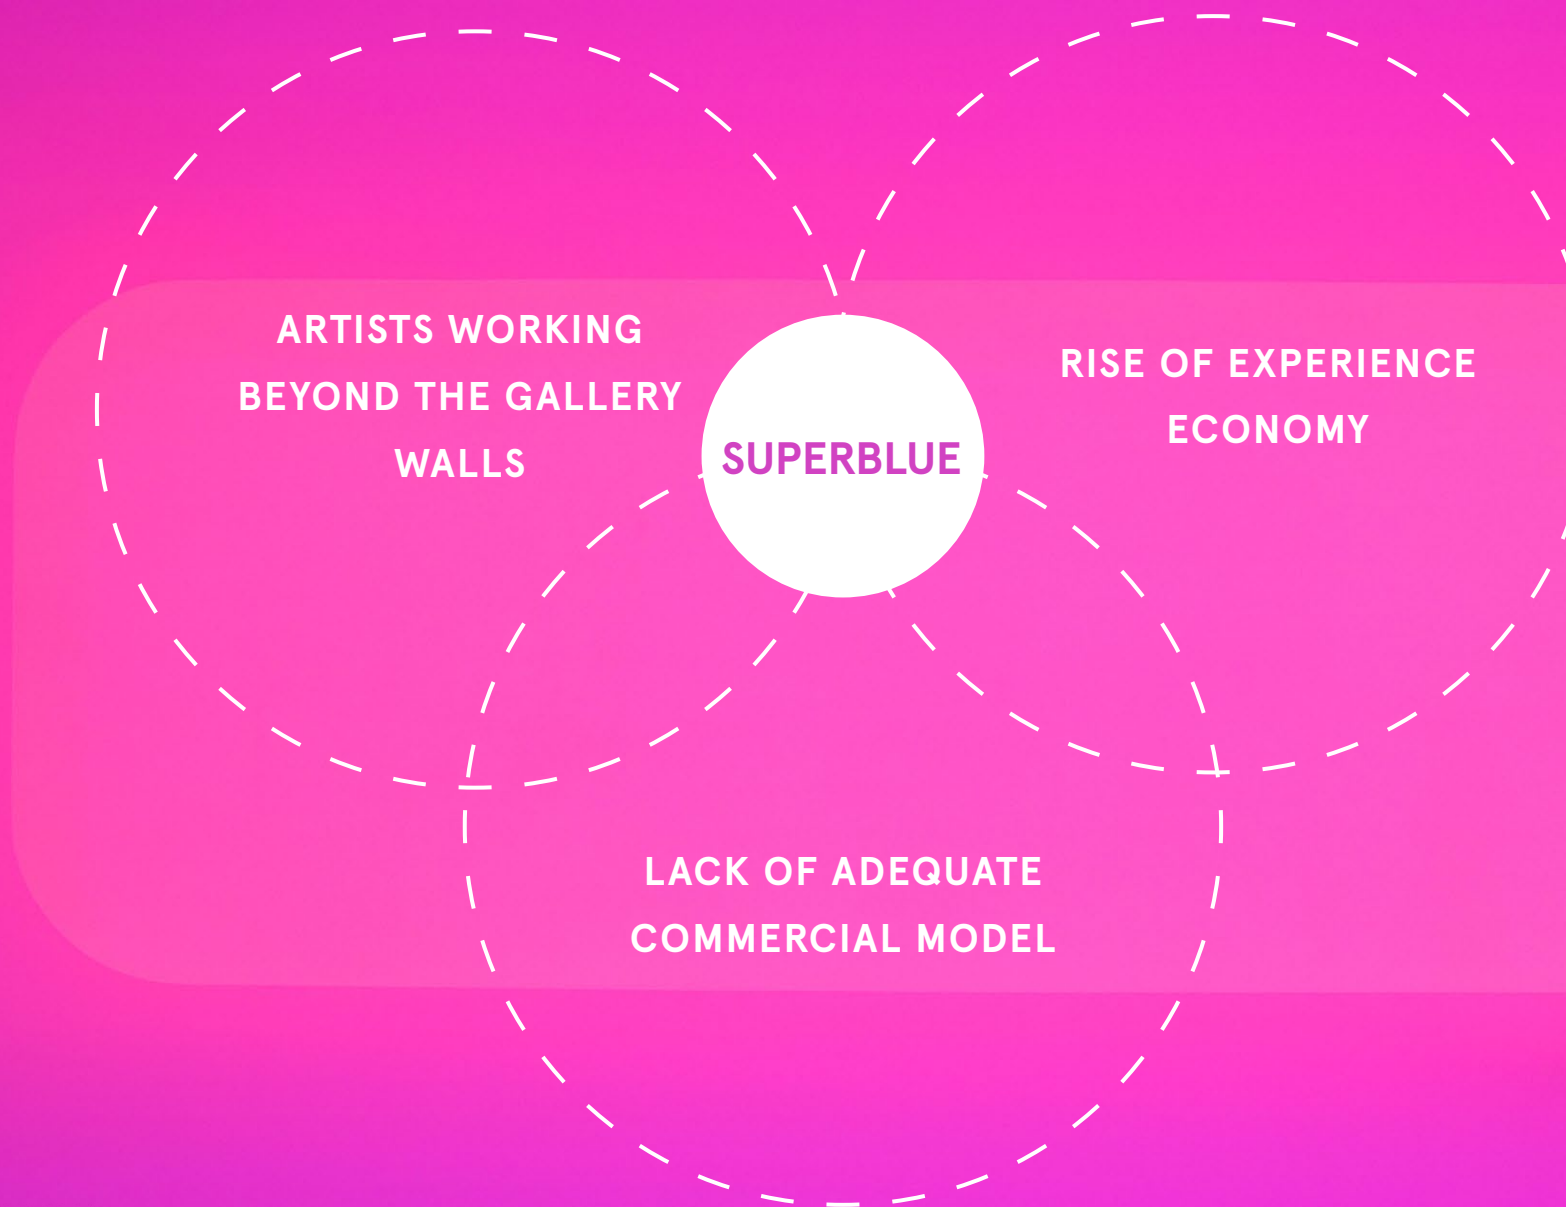 ARTISTS WORKING
BEYOND THE GALLERY
WALLS
SUPERBLUE
RISE OF EXPERIENCE
ECONOMY
LACK OF ADEQUATE
COMMERCIAL MODEL